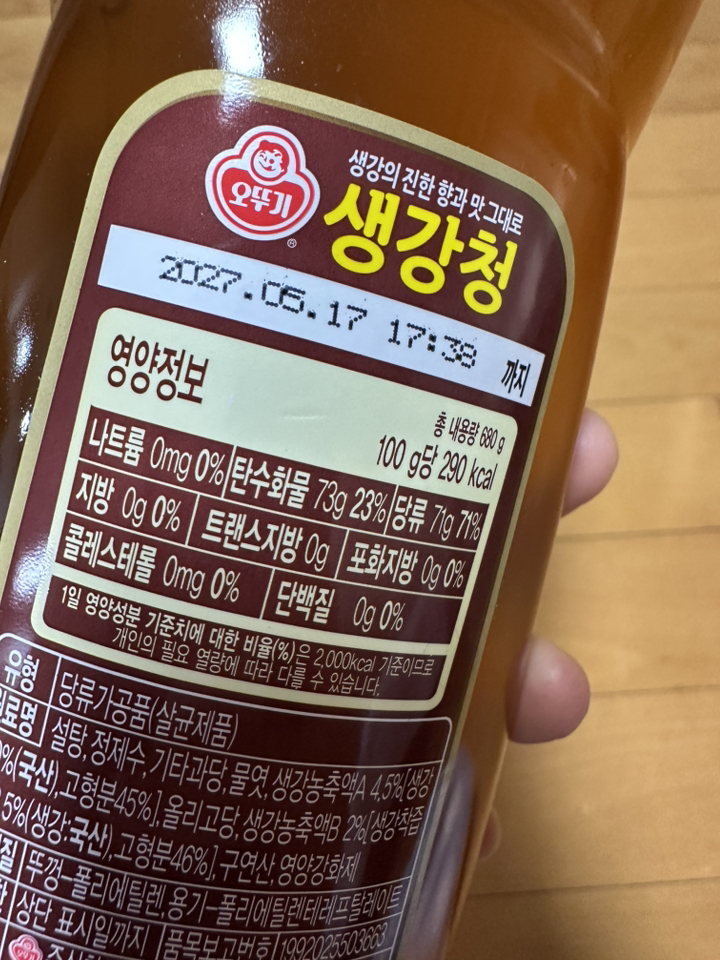 오뚜기
®
생강의 진한 향과 맛 그대로
생강청
2027.05.17 17:38 까지
영양정보
총 내용량 680 g
100 g당 290 kcal
나트륨 0mg 0% 탄수화물 73g 23% 당류 71g 71%
지방 0g 0% 트랜스지방 0g 포화지방 0g 0%
콜레스테롤 0mg 0% 단백질 0g 0%
1일 영양성분 기준치에 대한 비율(%)은 2,000kcal 기준이므로
개인의 필요 열량에 따라 다를 수 있습니다.
유형 당류가공품(살균제품)
설탕, 정제수, 기타과당, 물엿, 생강농축액A 4.5%[생강
(국산), 고형분45%], 올리고당, 생강농축액B 2%[생강착즙
.5%(생강:국산), 고형분46%], 구연산, 영양강화제
뚜껑-폴리에틸렌, 용기-폴리에틸렌테레프탈레이트
상단 표시일까지 품목보고번호 1992025503663